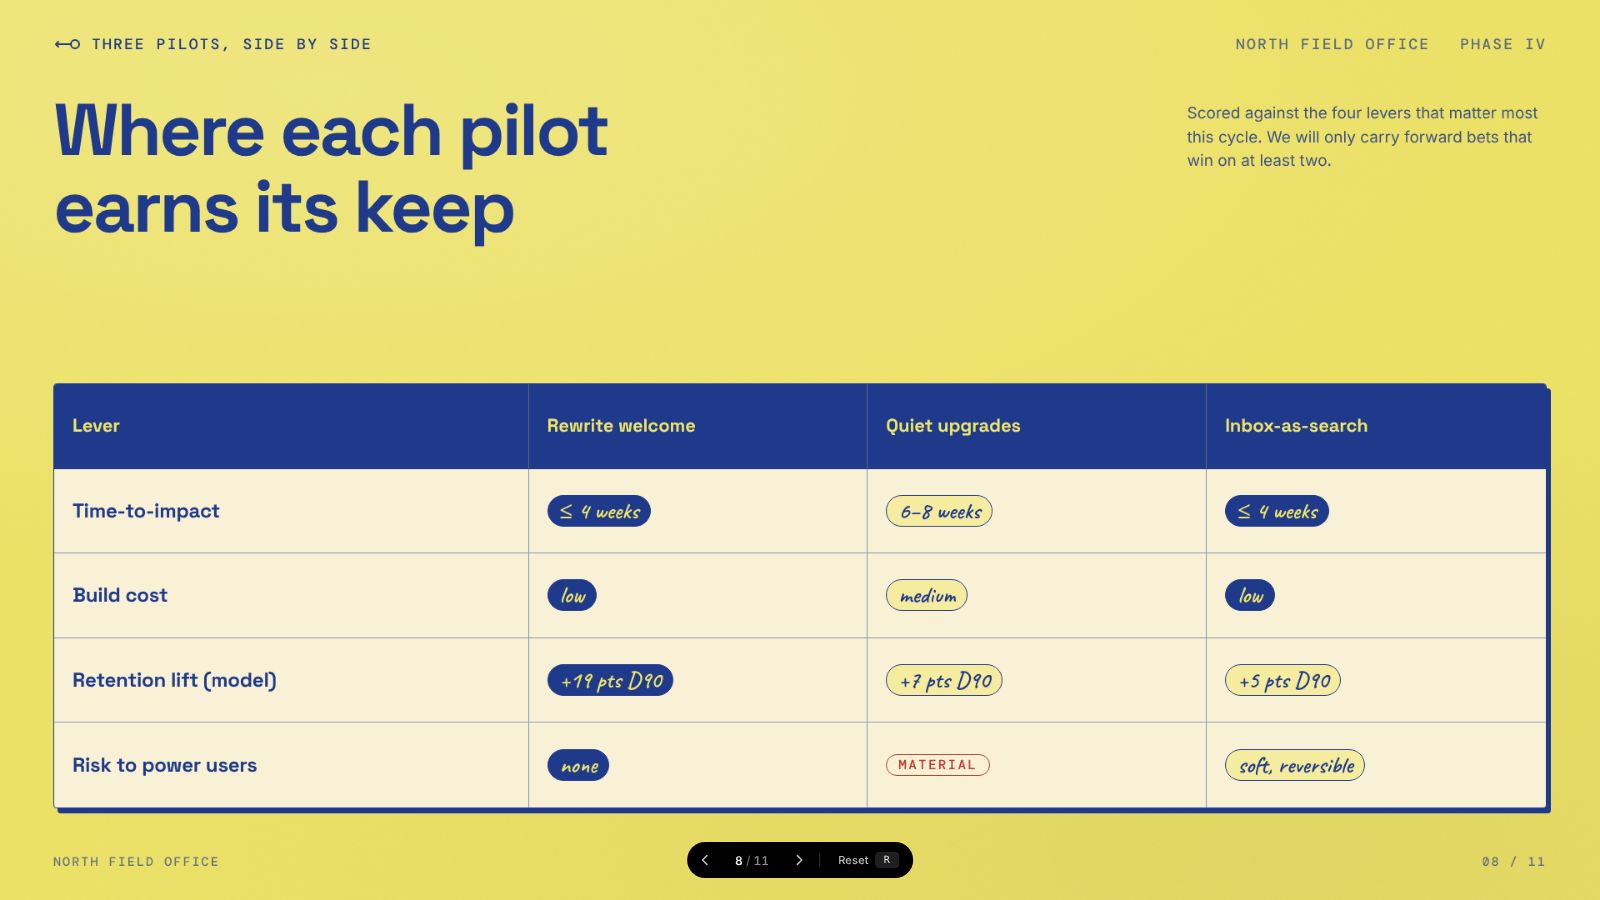 THREE PILOTS, SIDE BY SIDE
NORTH FIELD OFFICE PHASE IV
Where each pilot
earns its keep
Scored against the four levers that matter most
this cycle. We will only carry forward bets that
win on at least two.
Lever Rewrite welcome Quiet upgrades Inbox-as-search
Time-to-impact ≤ 4 weeks 6–8 weeks ≤ 4 weeks
Build cost low medium low
Retention lift (model) +19 pts D90 +7 pts D90 +5 pts D90
Risk to power users none MATERIAL soft, reversible
NORTH FIELD OFFICE
8 / 11 Reset R
08 / 11